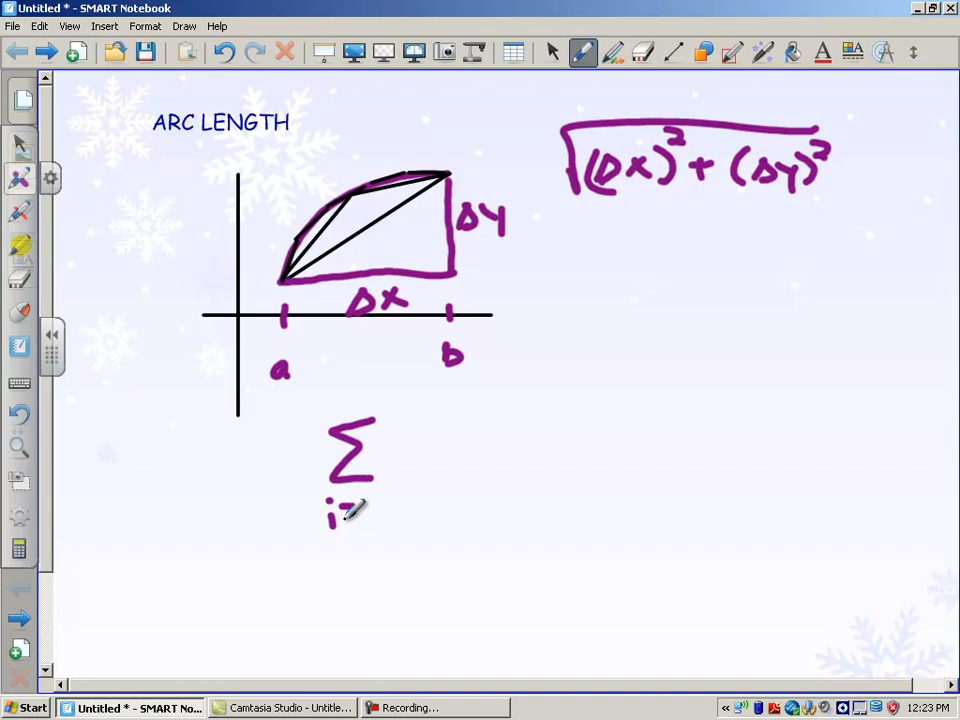 Untitled * - SMART Notebook
File Edit View Insert Format Draw Help
ARC LENGTH
√(Δx)² + (Δy)²
Δy
Δx
a b
Σ
i=
Start Untitled * - SMART No... Camtasia Studio - Untitle... Recording... « 12:23 PM